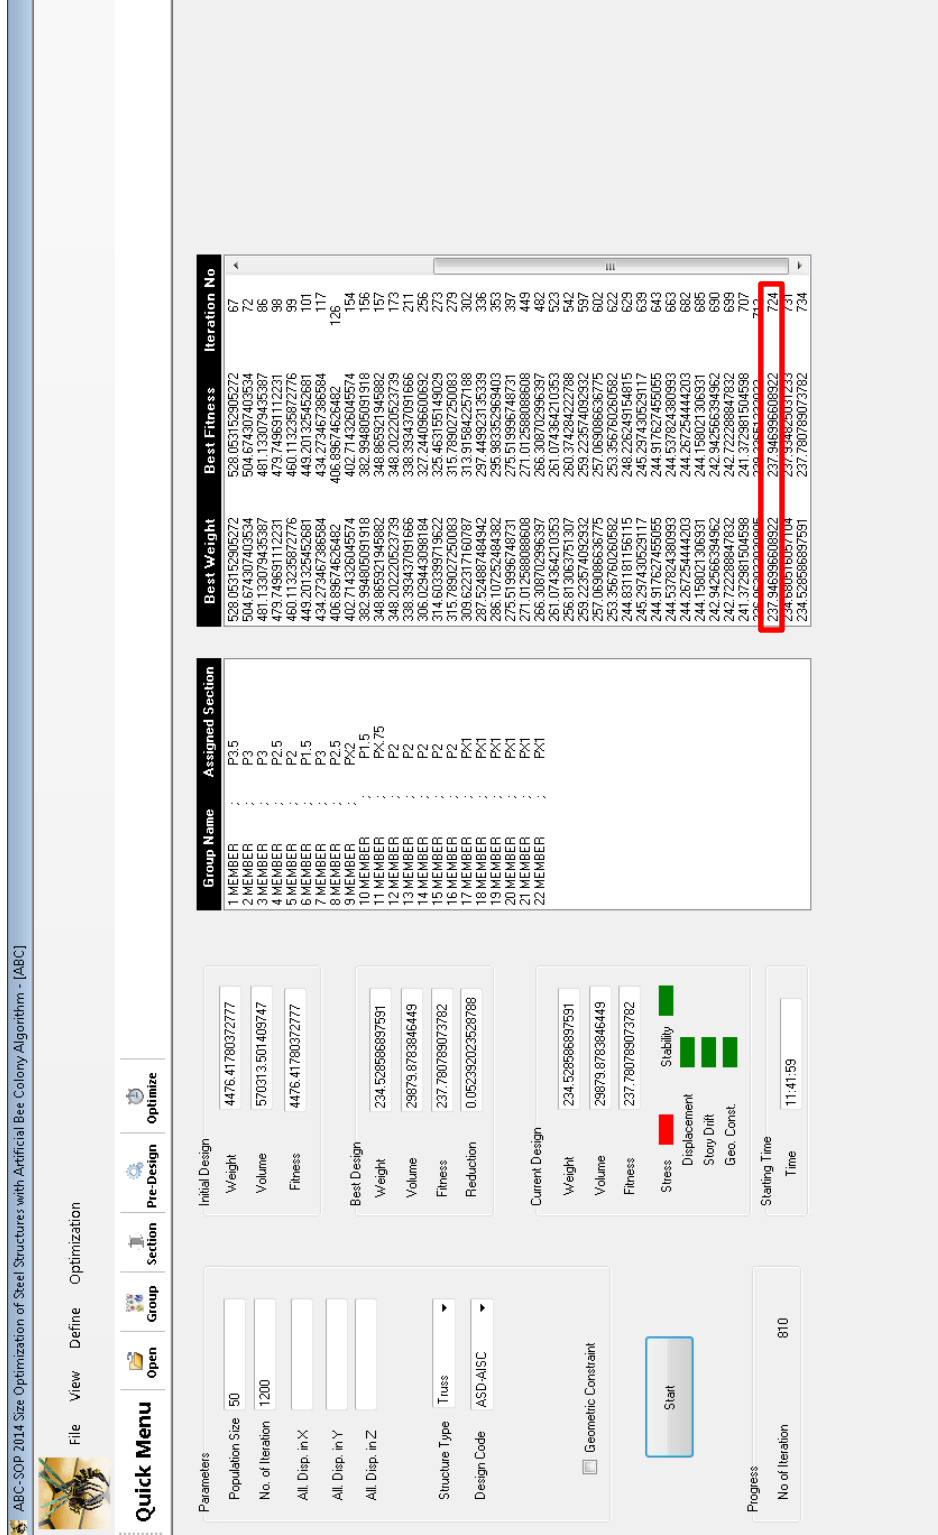 ABC-SOP 2014 Size Optimization of Steel Structures with Artificial Bee Colony Algorithm - [ABC]
File View Define Optimization
Quick Menu Open Group Section Pre-Design Optimize
Parameters
Population Size 50
No. of Iteration 1200
All. Disp. in X
All. Disp. in Y
All. Disp. in Z
Structure Type Truss
Design Code ASD-AISC
Geometric Constraint
Start
Progress
No of Iteration 810
Initial Design
Weight 4476.41780372777
Volume 570313.501409747
Fitness 4476.41780372777
Best Design
Weight 234.528586897591
Volume 29879.8783846449
Fitness 237.780789073782
Reduction 0.052392023528788
Current Design
Weight 234.528586897591
Volume 29879.8783846449
Fitness 237.780789073782
Stress Stability
Displacement
Story Drift
Geo. Const.
Starting Time
Time 11:41:59
Group Name Assigned Section
1 MEMBER : P3.5
2 MEMBER : P3
3 MEMBER : P3
4 MEMBER : P2.5
5 MEMBER : P2
6 MEMBER : P1.5
7 MEMBER : P3
8 MEMBER : P2.5
9 MEMBER : PX2
10 MEMBER : P1.5
11 MEMBER : PX.75
12 MEMBER : P2
13 MEMBER : P2
14 MEMBER : P2
15 MEMBER : P2
16 MEMBER : P2
17 MEMBER : PX1
18 MEMBER : PX1
19 MEMBER : PX1
20 MEMBER : PX1
21 MEMBER : PX1
22 MEMBER : PX1
Best Weight Best Fitness Iteration No
528.053152905272 528.053152905272 67
504.674307403534 504.674307403534 72
481.133079435387 481.133079435387 86
479.749691112231 479.749691112231 98
460.113235872776 460.113235872776 99
449.201325452681 449.201325452681 101
434.273467386584 434.273467386584 117
406.89674626482 406.89674626482 126
402.714326045574 402.714326045574 154
382.994805091918 382.994805091918 156
348.865921945882 348.865921945882 157
348.202220523739 348.202220523739 173
338.393437091666 338.393437091666 211
306.029443098184 327.244096600692 256
314.603399719622 325.463155149029 273
315.789027250083 315.789027250083 279
309.622317160787 313.915842257188 302
287.524887484942 297.449923135339 336
286.107252484382 295.983352969403 353
275.519996748731 275.519996748731 397
271.012588088608 271.012588088608 449
266.308702996397 266.308702996397 482
261.074364210353 261.074364210353 523
256.813063751307 260.374284222788 542
259.223574092932 259.223574092932 597
257.069086636775 257.069086636775 602
253.356760260582 253.356760260582 622
244.831181156115 248.226249154815 629
245.297430529117 245.297430529117 639
244.917627455055 244.917627455055 643
244.537824380993 244.537824380993 663
244.267254444203 244.267254444203 682
244.158021306931 244.158021306931 685
242.942566394962 242.942566394962 690
242.722288847832 242.722288847832 699
241.372981504598 241.372981504598 707
712
237.946996608922 237.946996608922 724
234.680516057104 237.934825031233 731
234.528586897591 237.780789073782 734